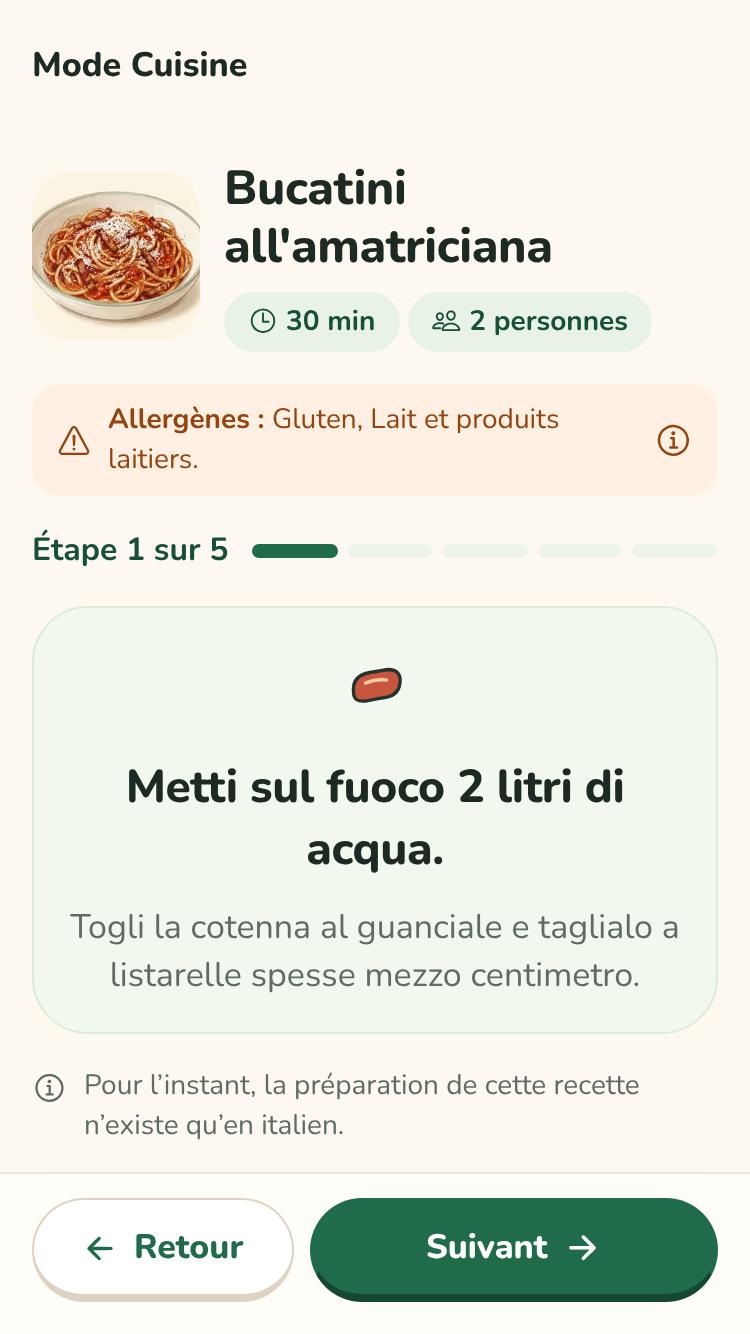 Mode Cuisine
Bucatini
all'amatriciana
30 min
2 personnes
Allergènes : Gluten, Lait et produits
laitiers.
Étape 1 sur 5
Metti sul fuoco 2 litri di
acqua.
Togli la cotenna al guanciale e taglialo a
listarelle spesse mezzo centimetro.
Pour l’instant, la préparation de cette recette
n’existe qu’en italien.
Retour
Suivant